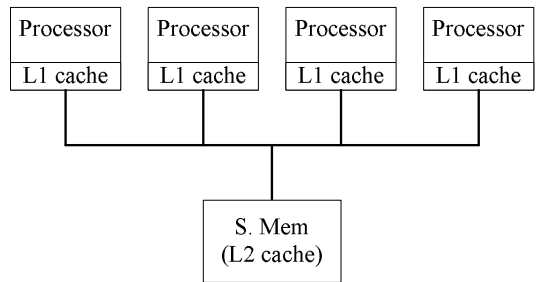 Processor
L1 cache
Processor
L1 cache
Processor
L1 cache
Processor
L1 cache
S. Mem
(L2 cache)